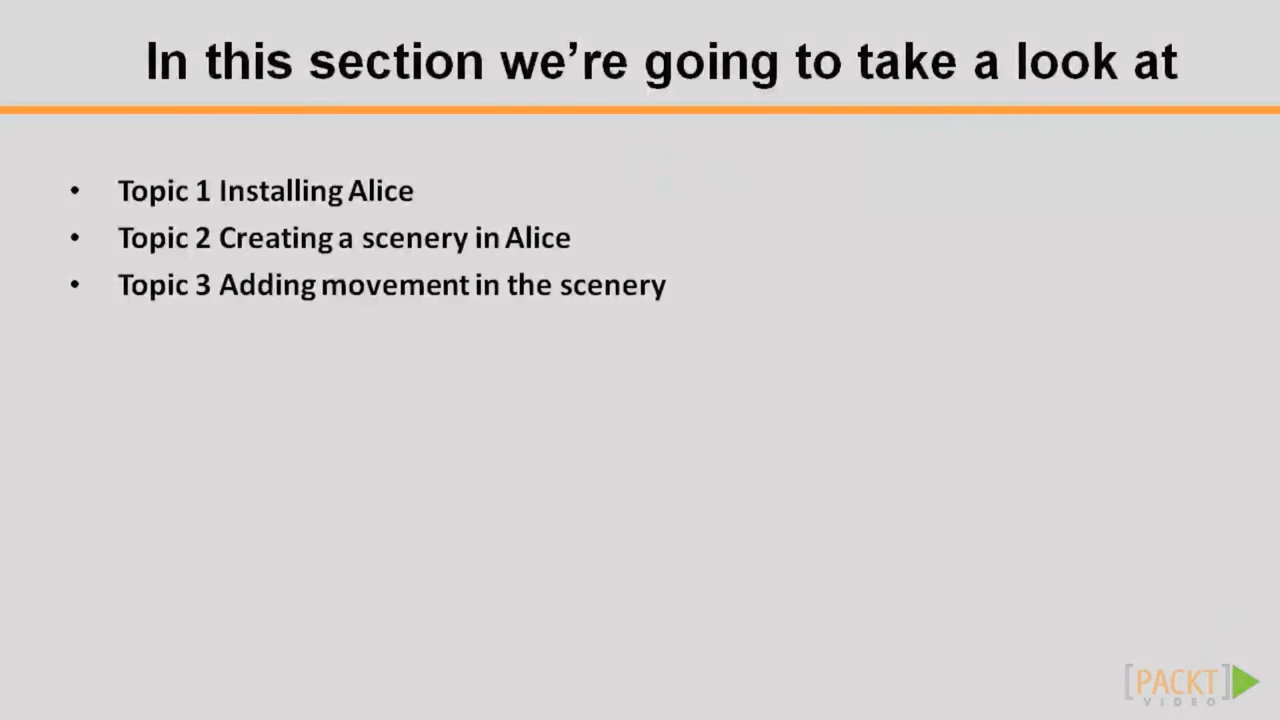 In this section we're going to take a look at
• Topic 1 Installing Alice
• Topic 2 Creating a scenery in Alice
• Topic 3 Adding movement in the scenery
[PACKT]
VIDEO